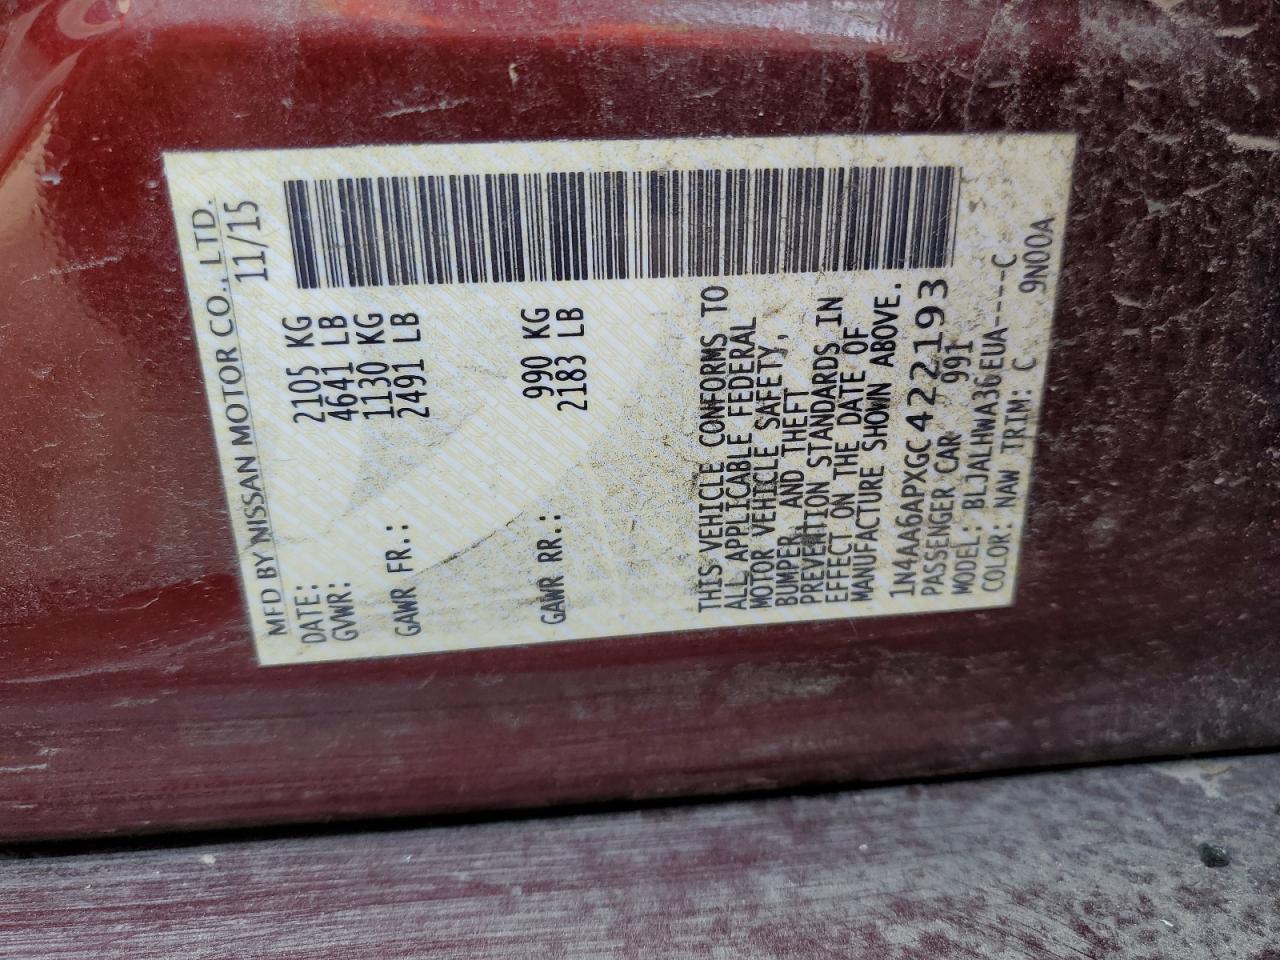 MFD BY NISSAN MOTOR CO., LTD.
DATE: 11/15
GVWR: 2105 KG
4641 LB
GAWR FR.: 1130 KG
2491 LB
GAWR RR.: 990 KG
2183 LB
THIS VEHICLE CONFORMS TO
ALL APPLICABLE FEDERAL
MOTOR VEHICLE SAFETY,
BUMPER, AND THEFT
PREVENTION STANDARDS IN
EFFECT ON THE DATE OF
MANUFACTURE SHOWN ABOVE.
1N4AA6APXGC422193
PASSENGER CAR 991
MODEL: BLJALHWA36EUA----C
COLOR: NAW TRIM: C 9N00A